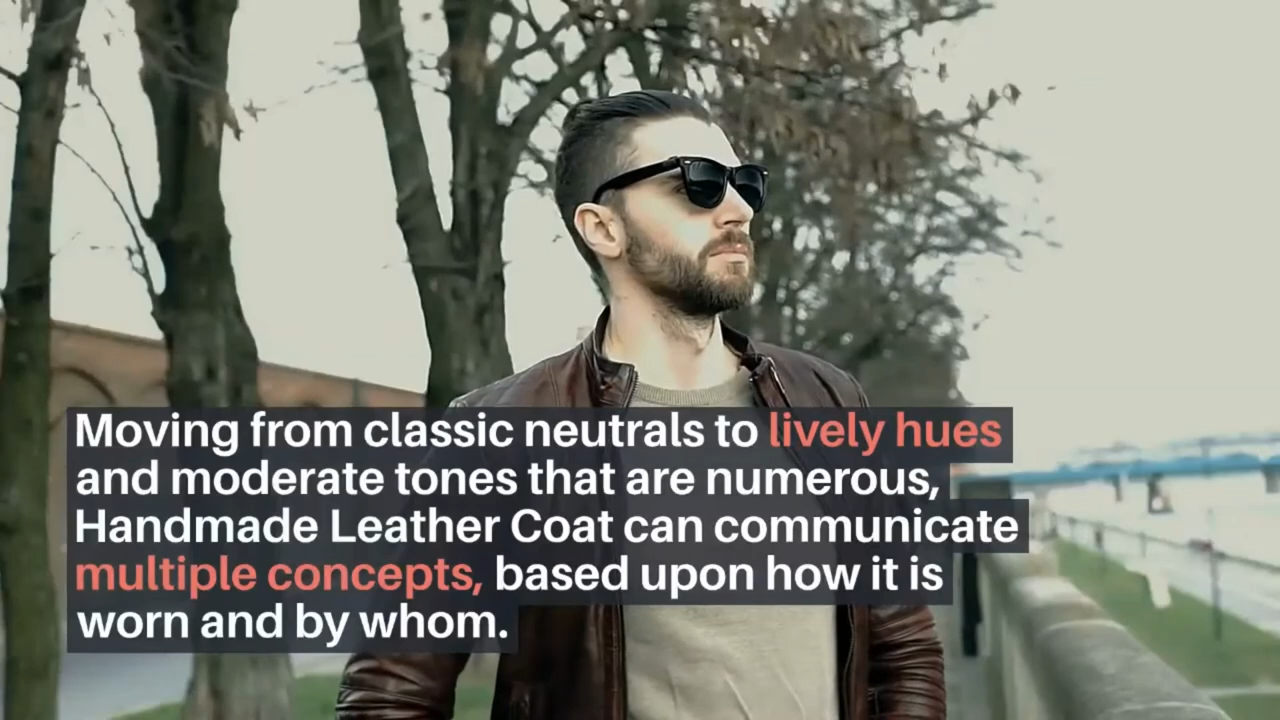 Moving from classic neutrals to lively hues
and moderate tones that are numerous,
Handmade Leather Coat can communicate
multiple concepts, based upon how it is
worn and by whom.